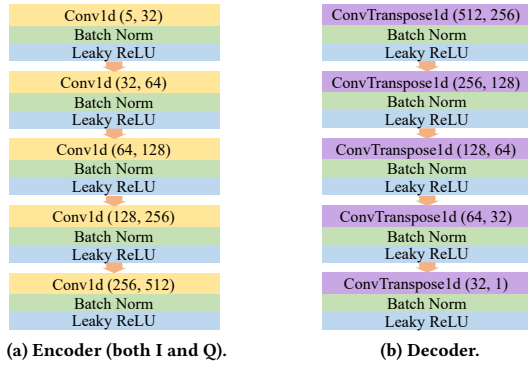 Conv1d (5, 32)
Batch Norm
Leaky ReLU
Conv1d (32, 64)
Batch Norm
Leaky ReLU
Conv1d (64, 128)
Batch Norm
Leaky ReLU
Conv1d (128, 256)
Batch Norm
Leaky ReLU
Conv1d (256, 512)
Batch Norm
Leaky ReLU
(a) Encoder (both I and Q).
ConvTranspose1d (512, 256)
Batch Norm
Leaky ReLU
ConvTranspose1d (256, 128)
Batch Norm
Leaky ReLU
ConvTranspose1d (128, 64)
Batch Norm
Leaky ReLU
ConvTranspose1d (64, 32)
Batch Norm
Leaky ReLU
ConvTranspose1d (32, 1)
Batch Norm
Leaky ReLU
(b) Decoder.